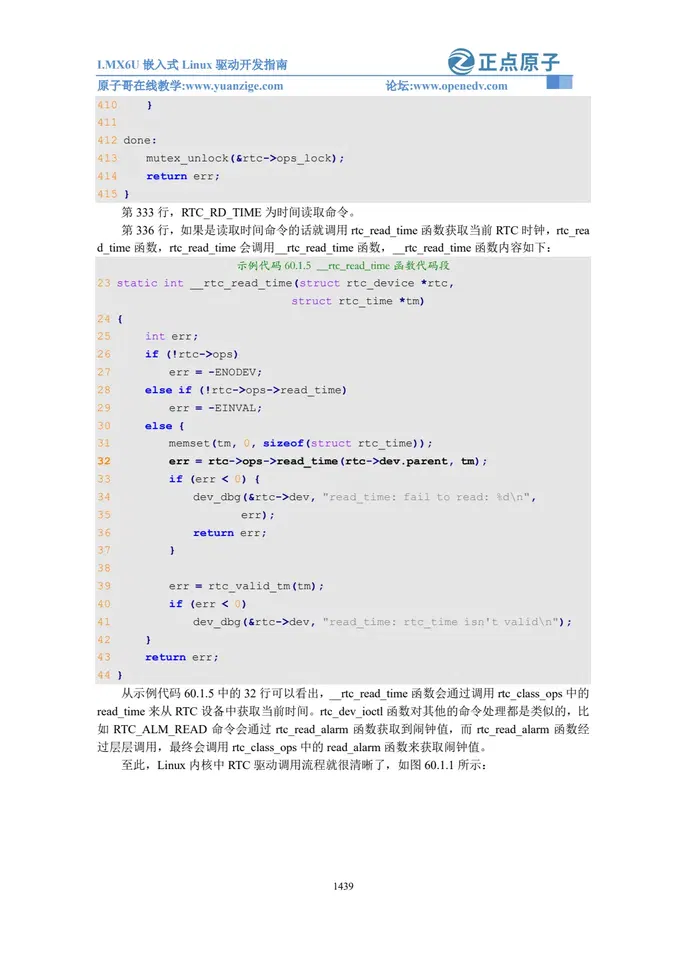 I.MX6U 嵌入式 Linux 驱动开发指南
正点原子
原子哥在线教学:www.yuanzige.com 论坛:www.openedv.com
410     }
411
412 done:
413     mutex_unlock(&rtc->ops_lock);
414     return err;
415 }
第 333 行，RTC_RD_TIME 为时间读取命令。
第 336 行，如果是读取时间命令的话就调用 rtc_read_time 函数获取当前 RTC 时钟，rtc_rea
d_time 函数，rtc_read_time 会调用__rtc_read_time 函数，__rtc_read_time 函数内容如下：
示例代码 60.1.5 __rtc_read_time 函数代码段
23 static int __rtc_read_time(struct rtc_device *rtc,
struct rtc_time *tm)
24 {
25     int err;
26     if (!rtc->ops)
27         err = -ENODEV;
28     else if (!rtc->ops->read_time)
29         err = -EINVAL;
30     else {
31         memset(tm, 0, sizeof(struct rtc_time));
32         err = rtc->ops->read_time(rtc->dev.parent, tm);
33         if (err < 0) {
34             dev_dbg(&rtc->dev, "read_time: fail to read: %d\n",
35                     err);
36             return err;
37         }
38
39         err = rtc_valid_tm(tm);
40         if (err < 0)
41             dev_dbg(&rtc->dev, "read_time: rtc_time isn't valid\n");
42     }
43     return err;
44 }
从示例代码 60.1.5 中的 32 行可以看出，__rtc_read_time 函数会通过调用 rtc_class_ops 中的
read_time 来从 RTC 设备中获取当前时间。rtc_dev_ioctl 函数对其他的命令处理都是类似的，比
如 RTC_ALM_READ 命令会通过 rtc_read_alarm 函数获取到闹钟值，而 rtc_read_alarm 函数经
过层层调用，最终会调用 rtc_class_ops 中的 read_alarm 函数来获取闹钟值。
至此，Linux 内核中 RTC 驱动调用流程就很清晰了，如图 60.1.1 所示：
1439